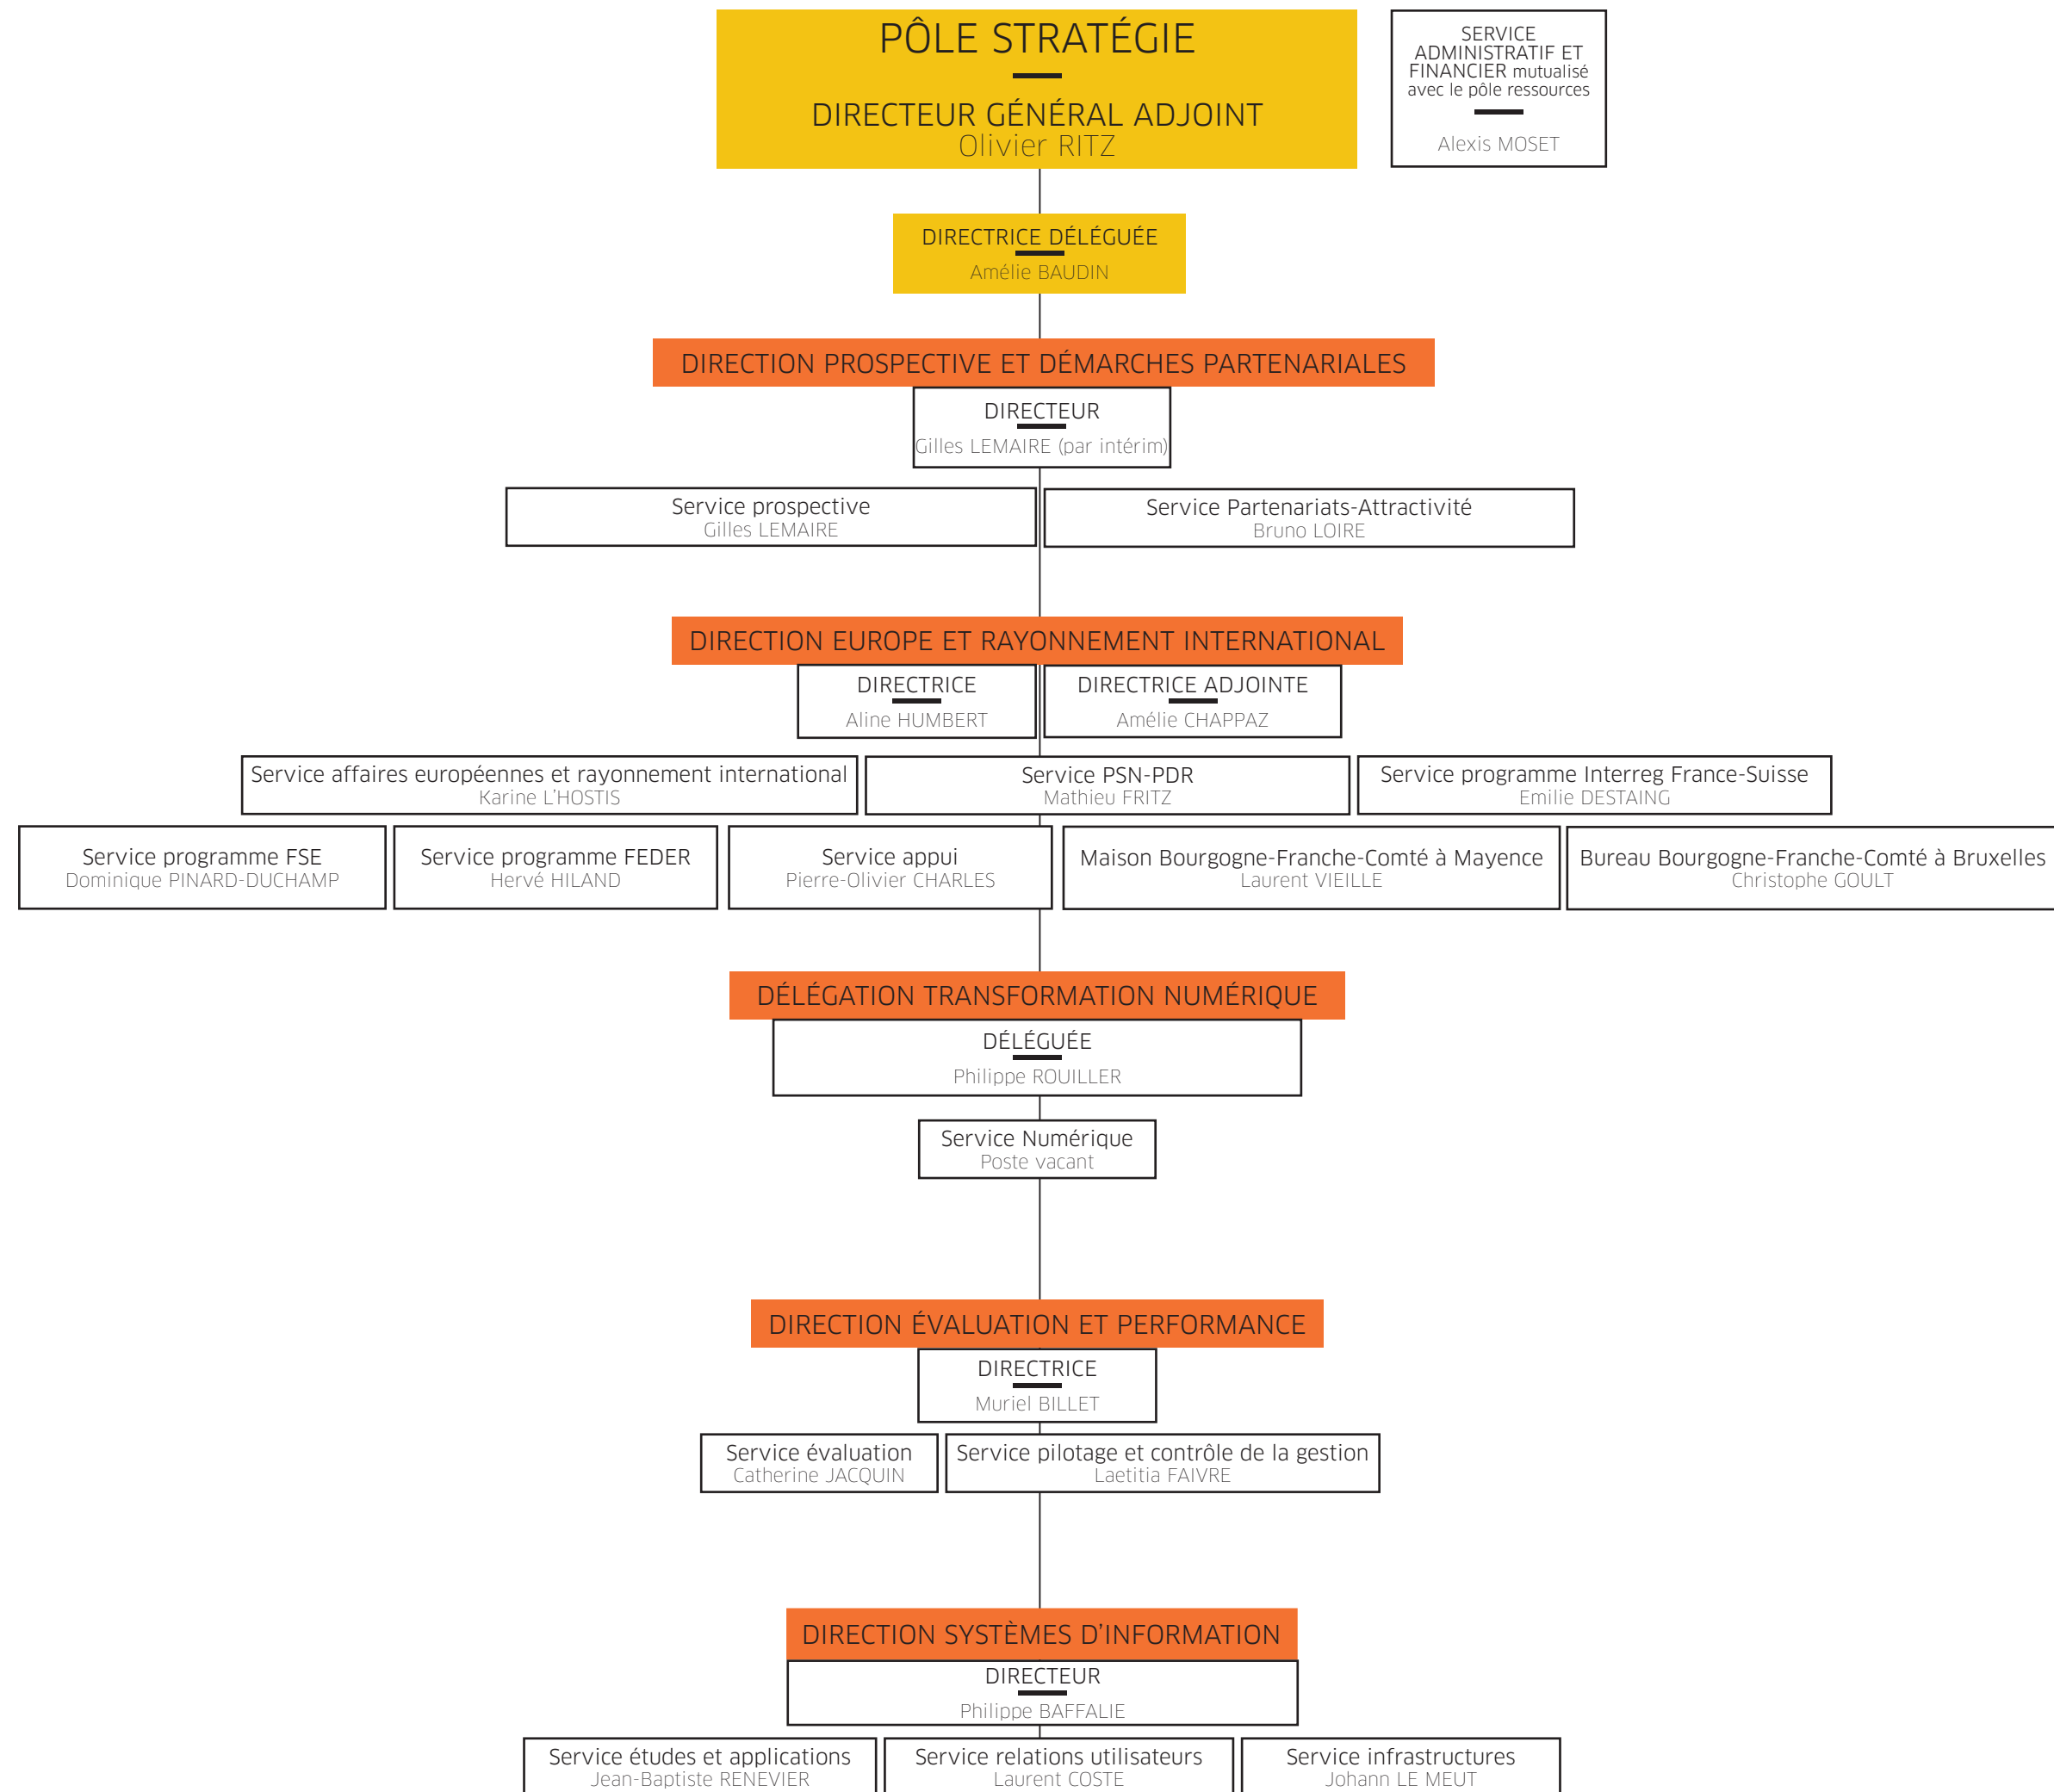 PÔLE STRATÉGIE
DIRECTEUR GÉNÉRAL ADJOINT
Olivier RITZ
SERVICE
ADMINISTRATIF ET
FINANCIER mutualisé
avec le pôle ressources
Alexis MOSET
DIRECTRICE DÉLÉGUÉE
Amélie BAUDIN
DIRECTION PROSPECTIVE ET DÉMARCHES PARTENARIALES
DIRECTEUR
Gilles LEMAIRE (par intérim)
Service prospective
Gilles LEMAIRE
Service Partenariats-Attractivité
Bruno LOIRE
DIRECTION EUROPE ET RAYONNEMENT INTERNATIONAL
DIRECTRICE
Aline HUMBERT
DIRECTRICE ADJOINTE
Amélie CHAPPAZ
Service affaires européennes et rayonnement international
Karine L'HOSTIS
Service PSN-PDR
Mathieu FRITZ
Service programme Interreg France-Suisse
Emilie DESTAING
Service programme FSE
Dominique PINARD-DUCHAMP
Service programme FEDER
Hervé HILAND
Service appui
Pierre-Olivier CHARLES
Maison Bourgogne-Franche-Comté à Mayence
Laurent VIEILLE
Bureau Bourgogne-Franche-Comté à Bruxelles
Christophe GOULT
DÉLÉGATION TRANSFORMATION NUMÉRIQUE
DÉLÉGUÉE
Philippe ROUILLER
Service Numérique
Poste vacant
DIRECTION ÉVALUATION ET PERFORMANCE
DIRECTRICE
Muriel BILLET
Service évaluation
Catherine JACQUIN
Service pilotage et contrôle de la gestion
Laetitia FAIVRE
DIRECTION SYSTÈMES D'INFORMATION
DIRECTEUR
Philippe BAFFALIE
Service études et applications
Jean-Baptiste RENEVIER
Service relations utilisateurs
Laurent COSTE
Service infrastructures
Johann LE MEUT